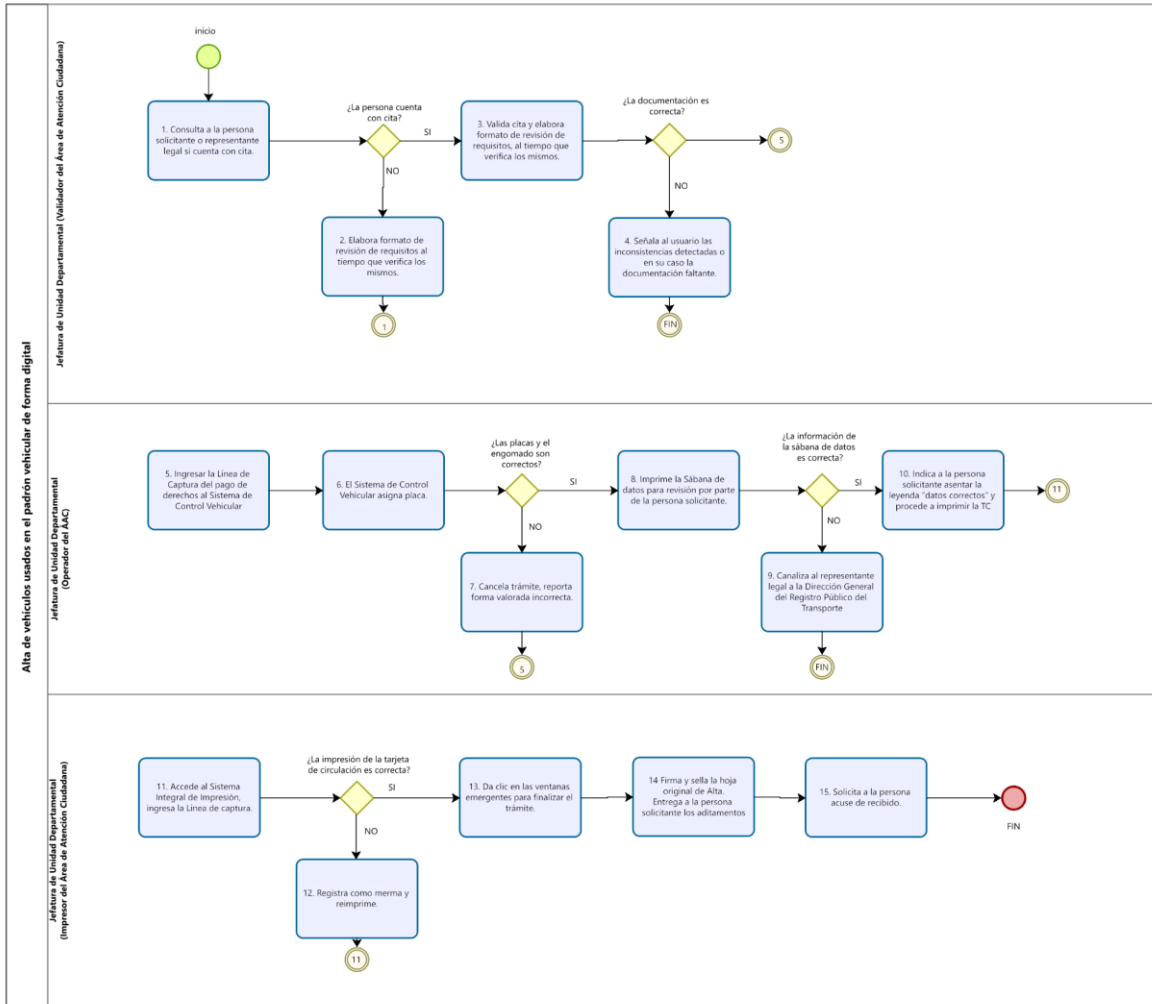 Alta de vehículos usados en el padrón vehicular de forma digital
Jefatura de Unidad Departamental (Validador del Área de Atención Ciudadana)
inicio
1. Consulta a la persona
solicitante o representante
legal si cuenta con cita.
¿La persona cuenta
con cita?
SI
NO
2. Elabora formato de
revisión de requisitos al
tiempo que verifica los
mismos.
1
3. Valida cita y elabora
formato de revisión de
requisitos, al tiempo que
verifica los mismos.
¿La documentación es
correcta?
5
NO
4. Señala al usuario las
inconsistencias detectadas o
en su caso la
documentación faltante.
FIN
Jefatura de Unidad Departamental
(Operador del AAC)
5. Ingresar la Línea de
Captura del pago de
derechos al Sistema de
Control Vehicular
6. El Sistema de Control
Vehicular asigna placa.
¿Las placas y el
engomado son
correctos?
SI
NO
7. Cancela trámite, reporta
forma valorada incorrecta.
5
8. Imprime la Sábana de
datos para revisión por parte
de la persona solicitante.
¿La información de
la sábana de datos
es correcta?
SI
NO
9. Canaliza al representante
legal a la Dirección General
del Registro Público del
Transporte
FIN
10. Indica a la persona
solicitante asentar la
leyenda "datos correctos" y
procede a imprimir la TC
11
Jefatura de Unidad Departamental
(Impresor del Área de Atención Ciudadana)
11. Accede al Sistema
Integral de Impresión,
ingresa la Línea de captura.
¿La impresión de la tarjeta
de circulación es correcta?
SI
NO
12. Registra como merma y
reimprime.
11
13. Da clic en las ventanas
emergentes para finalizar el
trámite.
14 Firma y sella la hoja
original de Alta.
Entrega a la persona
solicitante los aditamentos
15. Solicita a la persona
acuse de recibido.
FIN